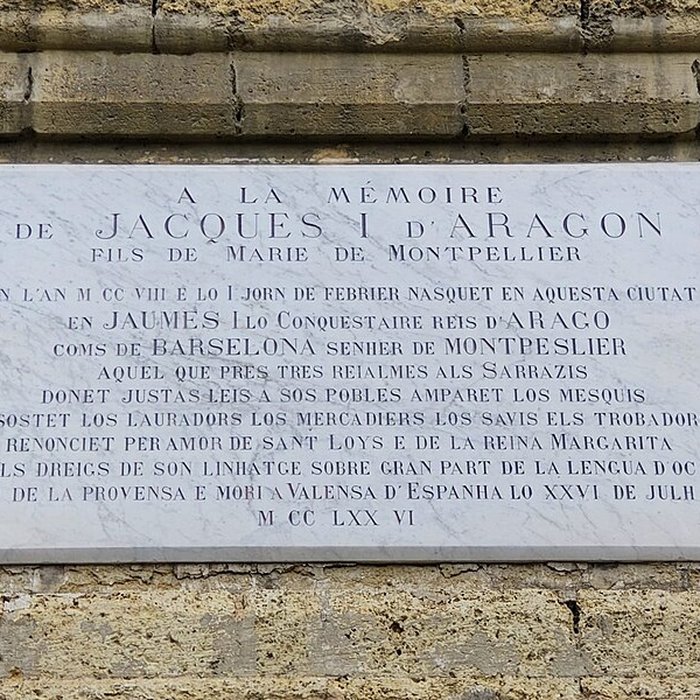 A LA MÉMOIRE
DE JACQUES I D'ARAGON
FILS DE MARIE DE MONTPELLIER
N L'AN M CC VIII E LO I JORN DE FEBRIER NASQUET EN AQUESTA CIUTAT
EN JAUMES I LO CONQUESTAIRE REIS D'ARAGO
COMS DE BARSELONA SENHER DE MONTPESLIER
AQUEL QUE PRES TRES REIALMES ALS SARRAZIS
DONET JUSTAS LEIS A SOS POBLES AMPARET LOS MESQUIS
SOSTET LOS LAURADORS LOS MERCADIERS LOS SAVIS ELS TROBADOR
RENONCIET PER AMOR DE SANT LOYS E DE LA REINA MARGARITA
LS DREIGS DE SON LINHATGE SOBRE GRAN PART DE LA LENGUA D'OC
DE LA PROVENSA E MORI A VALENSA D'ESPANHA LO XXVI DE JULH
M CC LXX VI